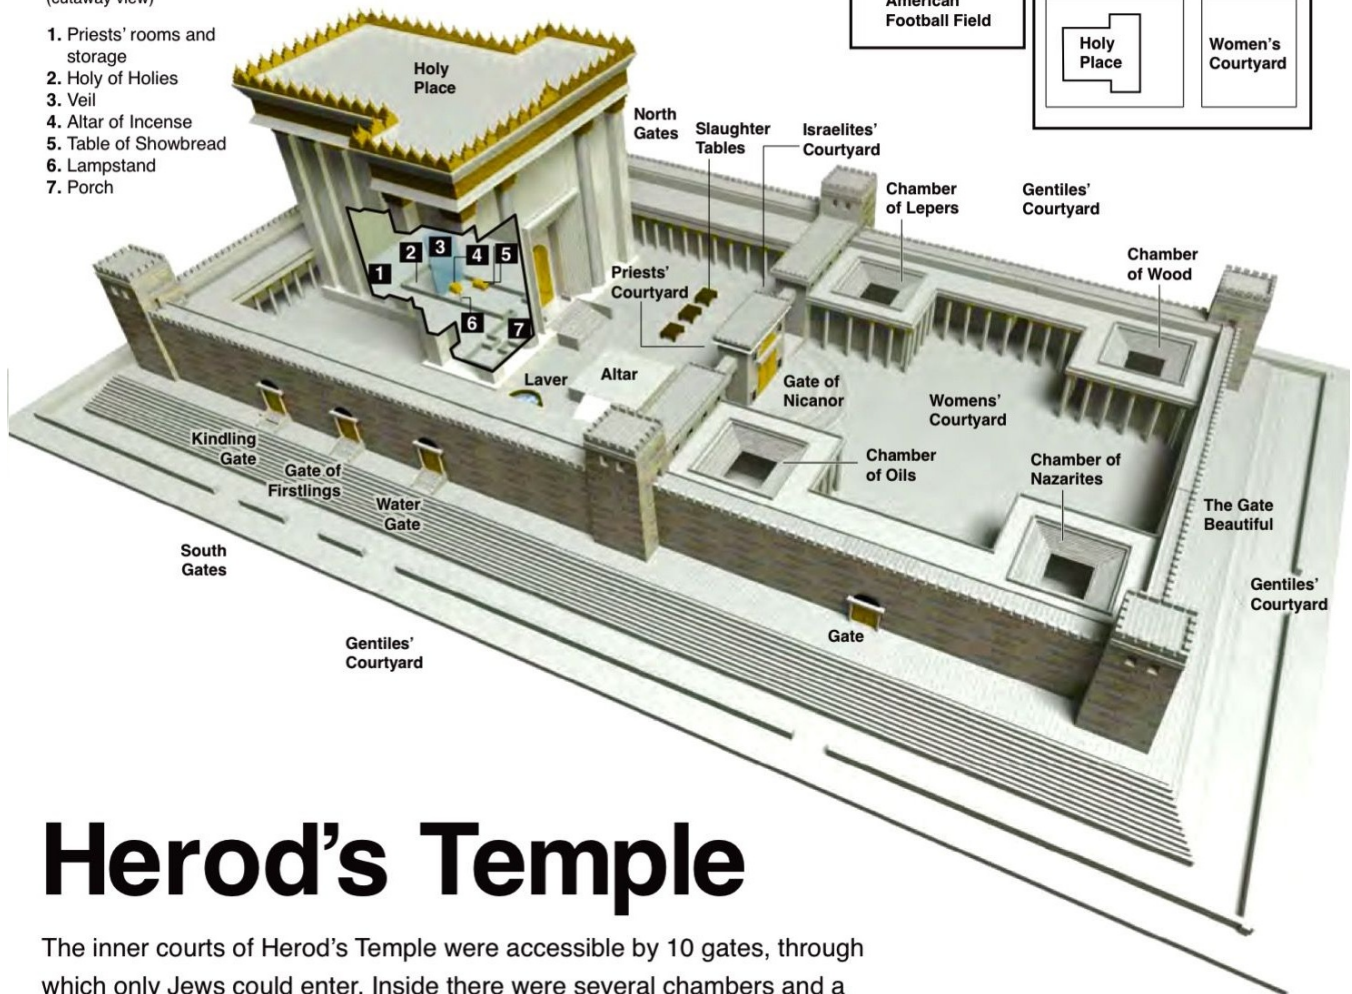 (cutaway view)
1. Priests' rooms and
storage
2. Holy of Holies
3. Veil
4. Altar of Incense
5. Table of Showbread
6. Lampstand
7. Porch
American
Football Field
Holy
Place
Women's
Courtyard
Holy
Place
North
Gates
Slaughter
Tables
Israelites'
Courtyard
Chamber
of Lepers
Gentiles'
Courtyard
Chamber
of Wood
Priests'
Courtyard
1
2
3
4
5
6
7
Laver
Altar
Gate of
Nicanor
Womens'
Courtyard
Chamber
of Oils
Chamber of
Nazarites
The Gate
Beautiful
Kindling
Gate
Gate of
Firstlings
Water
Gate
South
Gates
Gentiles'
Courtyard
Gate
Gentiles'
Courtyard
Herod's Temple
The inner courts of Herod's Temple were accessible by 10 gates, through
which only Jews could enter. Inside there were several chambers and a